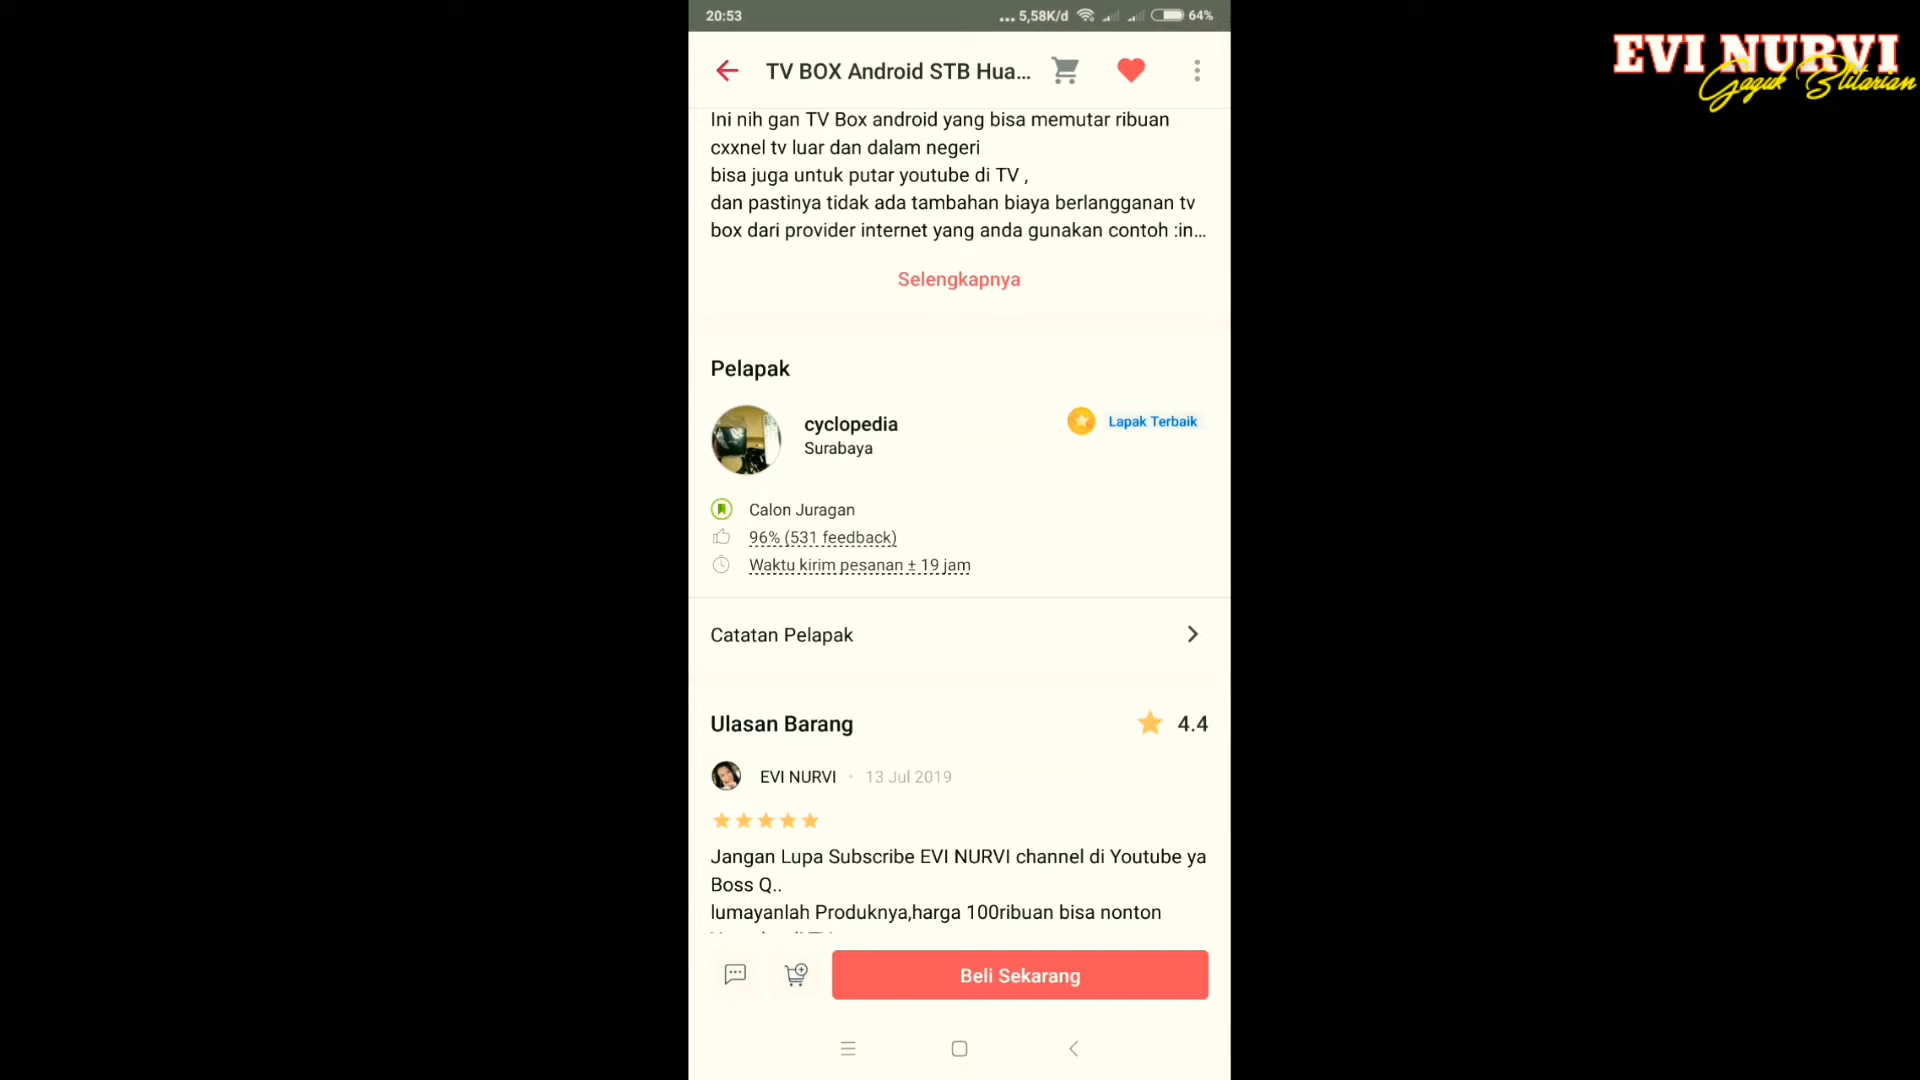 20:53
... 5,58K/d
64%
EVI NURVI
Gaguk Blitarian
TV BOX Android STB Hua...
Ini nih gan TV Box android yang bisa memutar ribuan
cxxnel tv luar dan dalam negeri
bisa juga untuk putar youtube di TV ,
dan pastinya tidak ada tambahan biaya berlangganan tv
box dari provider internet yang anda gunakan contoh :in...
Selengkapnya
Pelapak
cyclopedia
Lapak Terbaik
Surabaya
Calon Juragan
96% (531 feedback)
Waktu kirim pesanan ± 19 jam
Catatan Pelapak
Ulasan Barang
4.4
EVI NURVI • 13 Jul 2019
Jangan Lupa Subscribe EVI NURVI channel di Youtube ya
Boss Q..
lumayanlah Produknya,harga 100ribuan bisa nonton
Beli Sekarang